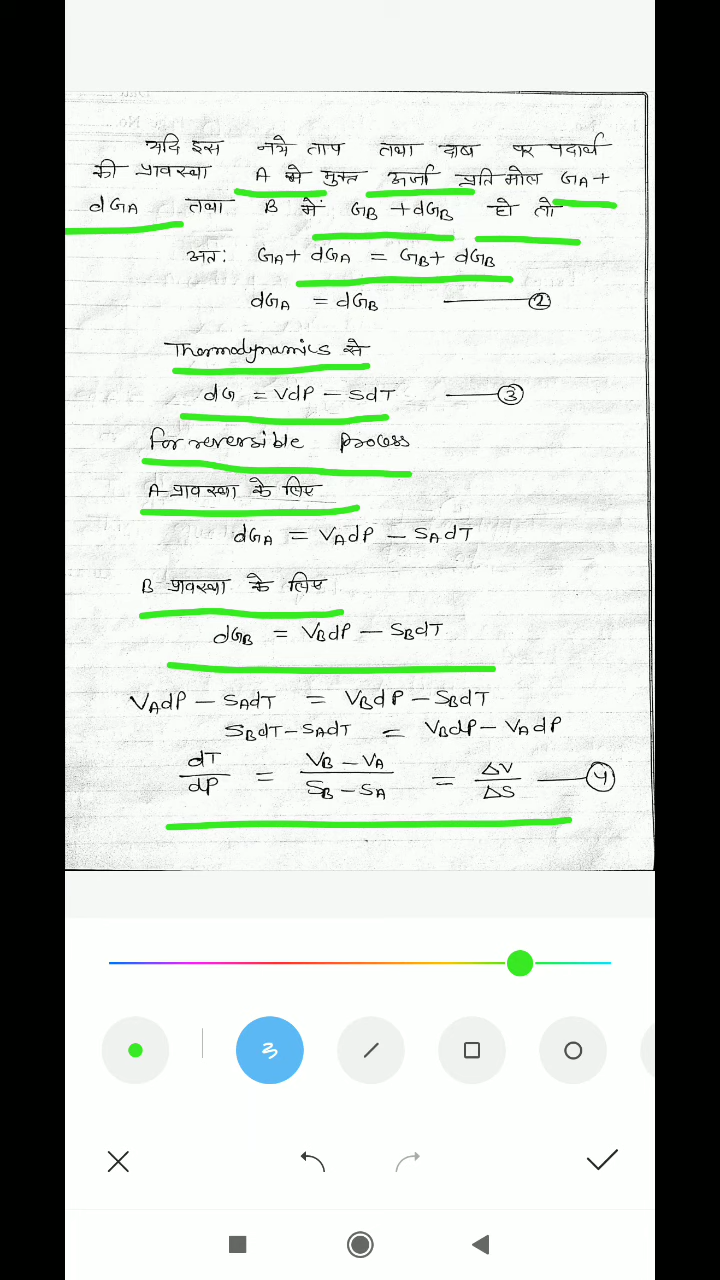 यदि इस नये ताप तथा दाब पर पदार्थ
की प्रावस्था A में मुक्त ऊर्जा प्रति मोल GA+
dGA तथा B में GB+dGB हो तो
अतः GA+ dGA = GB+ dGB
dGA = dGB ②
Thermodynamics से
dG = VdP - SdT ③
For reversible process
A-प्रावस्था के लिए
dGA = VAdP - SAdT
B प्रावस्था के लिए
dGB = VBdP - SBdT
VAdP - SAdT = VBdP - SBdT
SBdT - SAdT = VBdP - VAdP
dT/dP = VB - VA/SB - SA = ΔV/ΔS ④